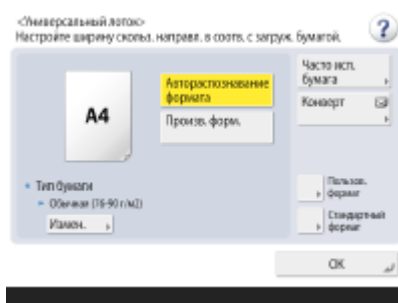 <Универсальный лоток>
Настройте ширину скольз. направл. в соотв. с загруж. бумагой.
?
A4
Автораспознавание
формата
Произв. форм.
Часто исп.
бумага
Конверт
Тип бумаги
Обычная (76-90 г/м2)
Измен.
Пользов.
формат
Стандартный
формат
OK